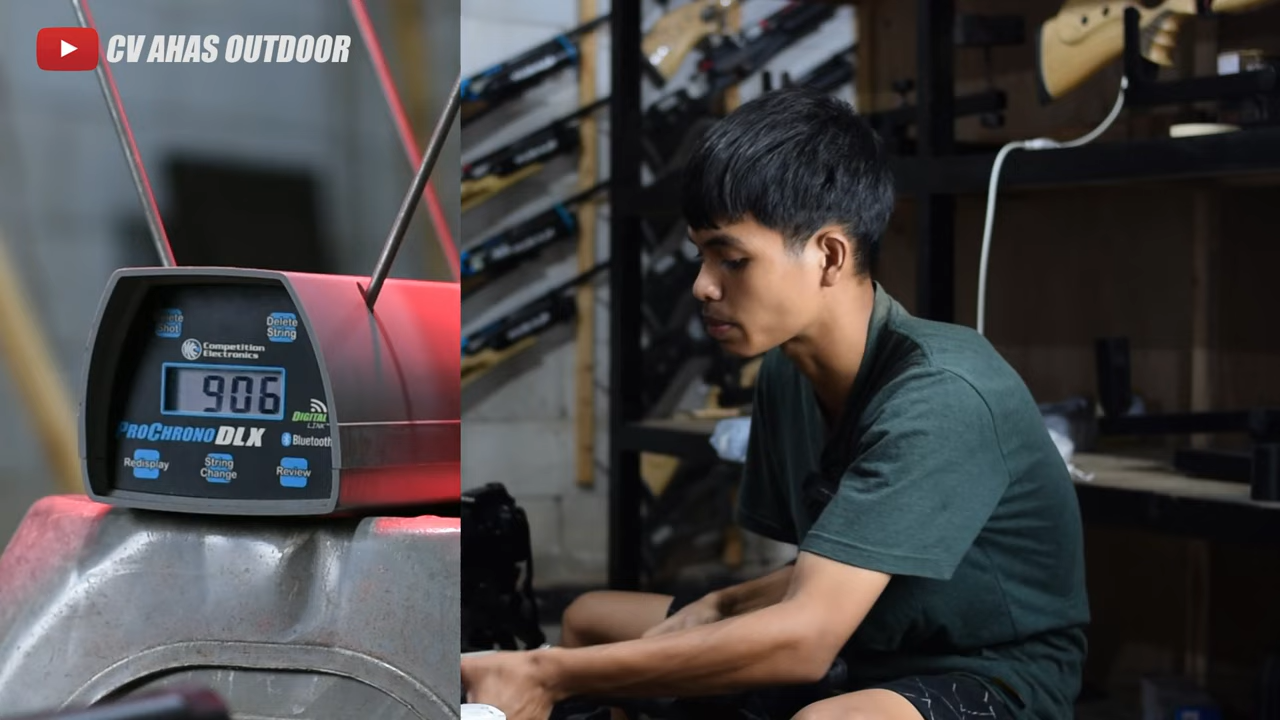 CV AHAS OUTDOOR
Delete
Shot
Delete
String
Competition
Electronics
906
DIGITAL
LINK
PROCHRONO DLX
Bluetooth
Redisplay
String
Change
Review